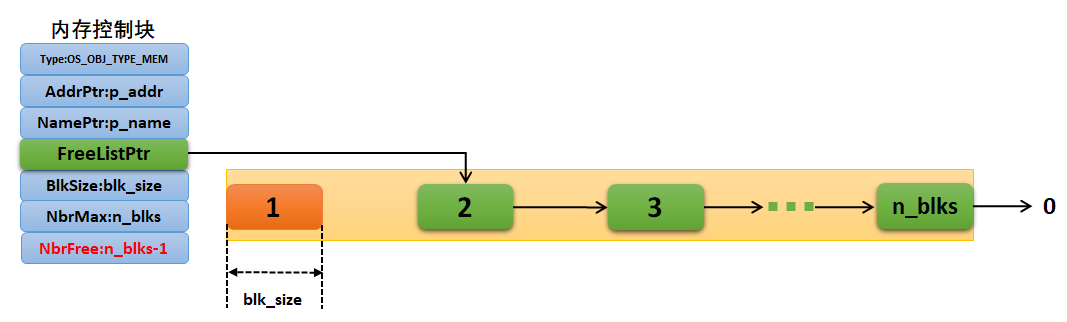 内存控制块
Type:OS_OBJ_TYPE_MEM
AddrPtr:p_addr
NamePtr:p_name
FreeListPtr
BlkSize:blk_size
NbrMax:n_blks
NbrFree:n_blks-1
1
2
3
n_blks
0
blk_size